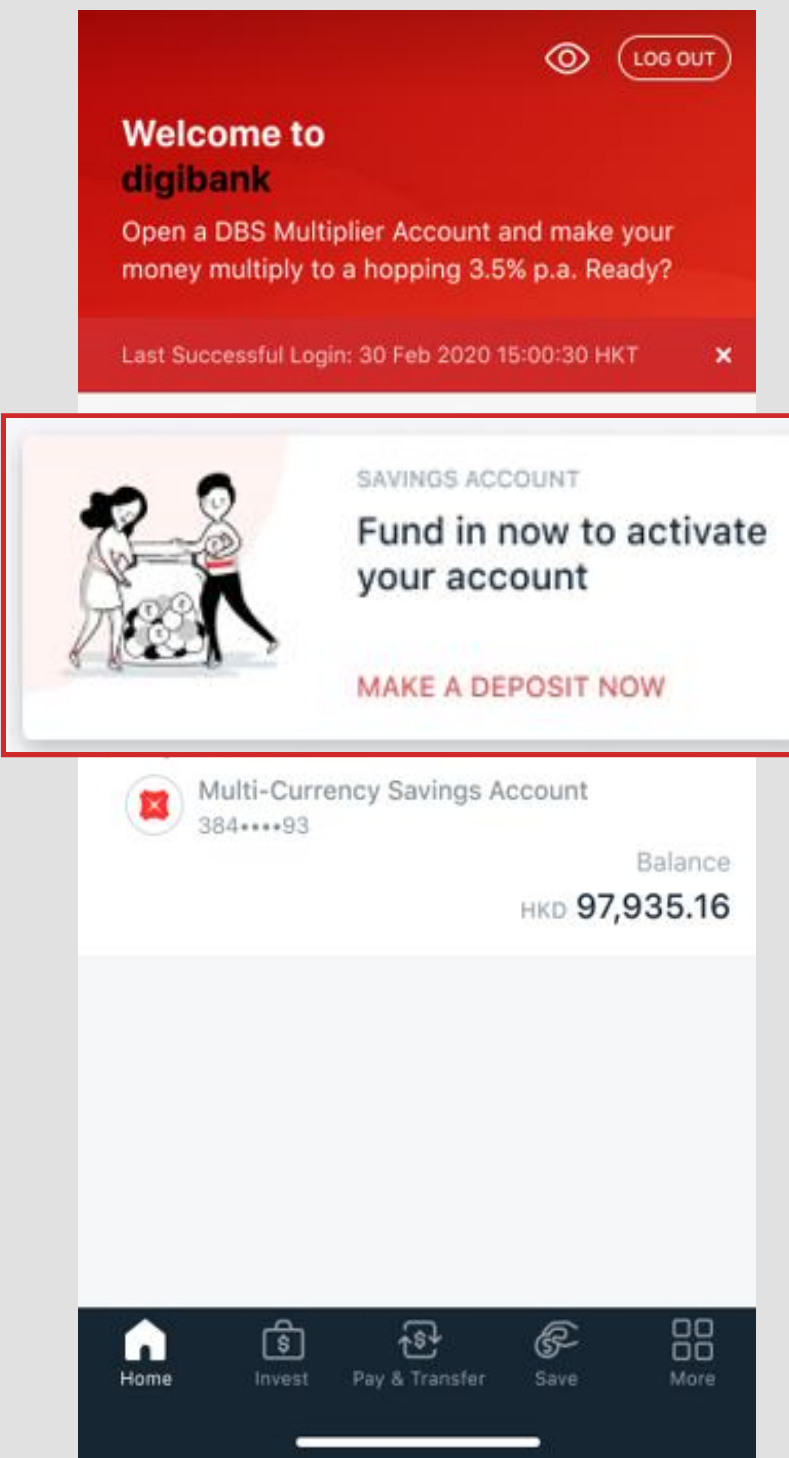 LOG OUT
Welcome to
digibank
Open a DBS Multiplier Account and make your
money multiply to a hopping 3.5% p.a. Ready?
Last Successful Login: 30 Feb 2020 15:00:30 HKT
SAVINGS ACCOUNT
Fund in now to activate
your account
MAKE A DEPOSIT NOW
Multi-Currency Savings Account
384••••93
Balance
HKD 97,935.16
Home Invest Pay & Transfer Save More